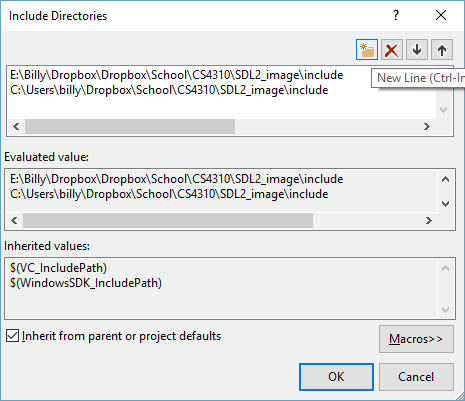 Include Directories
E:\Billy\Dropbox\Dropbox\School\CS4310\SDL2_image\include
C:\Users\billy\Dropbox\School\CS4310\SDL2_image\include
New Line (Ctrl-In
Evaluated value:
E:\Billy\Dropbox\Dropbox\School\CS4310\SDL2_image\include
C:\Users\billy\Dropbox\School\CS4310\SDL2_image\include
Inherited values:
$(VC_IncludePath)
$(WindowsSDK_IncludePath)
Inherit from parent or project defaults
Macros>>
OK
Cancel